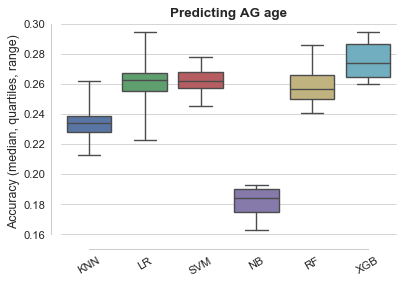 Predicting AG age
Accuracy (median, quartiles, range)
0.30
0.28
0.26
0.24
0.22
0.20
0.18
0.16
KNN
LR
SVM
NB
RF
XGB